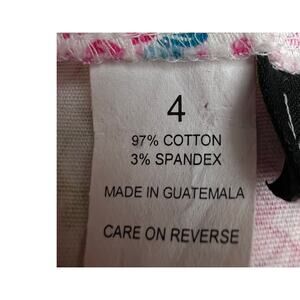 4
97% COTTON
3% SPANDEX
MADE IN GUATEMALA
CARE ON REVERSE